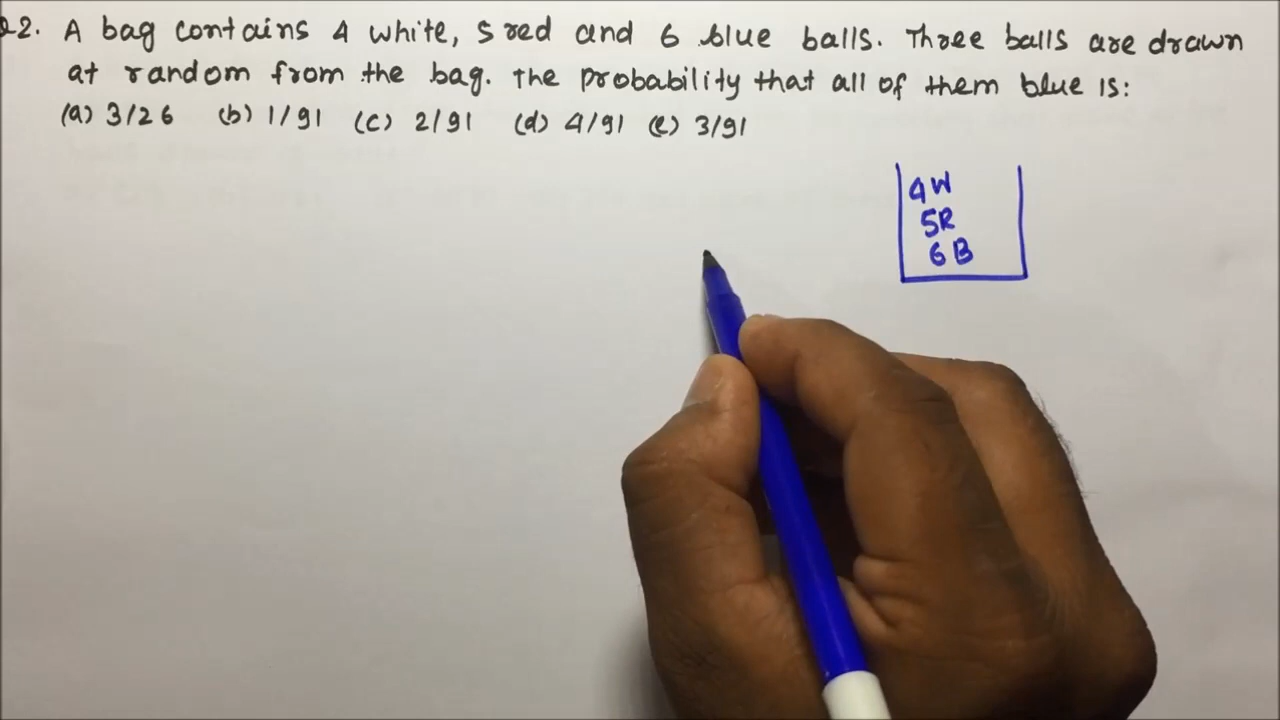 22. A bag contains 4 white, 5 red and 6 blue balls. Three balls are drawn
at random from the bag. The probability that all of them blue is:
(a) 3/26 (b) 1/91 (c) 2/91 (d) 4/91 (e) 3/91
4W
5R
6B